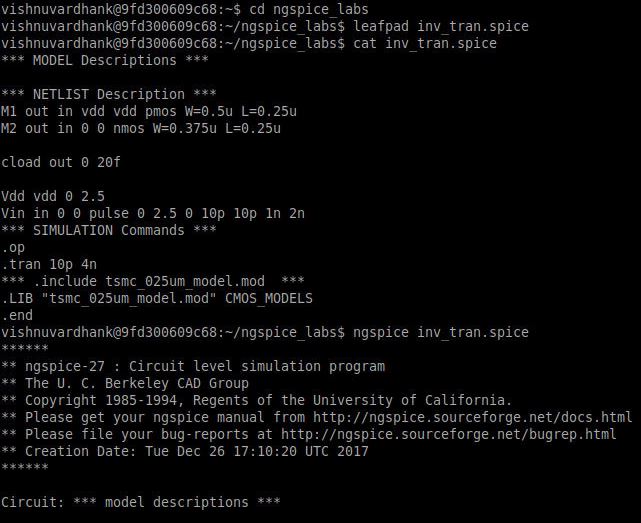 vishnuvardhank@9fd300609c68:~$ cd ngspice_labs
vishnuvardhank@9fd300609c68:~/ngspice_labs$ leafpad inv_tran.spice
vishnuvardhank@9fd300609c68:~/ngspice_labs$ cat inv_tran.spice
*** MODEL Descriptions ***
*** NETLIST Description ***
M1 out in vdd vdd pmos W=0.5u L=0.25u
M2 out in 0 0 nmos W=0.375u L=0.25u
cload out 0 20f
Vdd vdd 0 2.5
Vin in 0 0 pulse 0 2.5 0 10p 10p 1n 2n
*** SIMULATION Commands ***
.op
.tran 10p 4n
*** .include tsmc_025um_model.mod  ***
.LIB "tsmc_025um_model.mod" CMOS_MODELS
.end
vishnuvardhank@9fd300609c68:~/ngspice_labs$ ngspice inv_tran.spice
******
** ngspice-27 : Circuit level simulation program
** The U. C. Berkeley CAD Group
** Copyright 1985-1994, Regents of the University of California.
** Please get your ngspice manual from http://ngspice.sourceforge.net/docs.html
** Please file your bug-reports at http://ngspice.sourceforge.net/bugrep.html
** Creation Date: Tue Dec 26 17:10:20 UTC 2017
******
Circuit: *** model descriptions ***